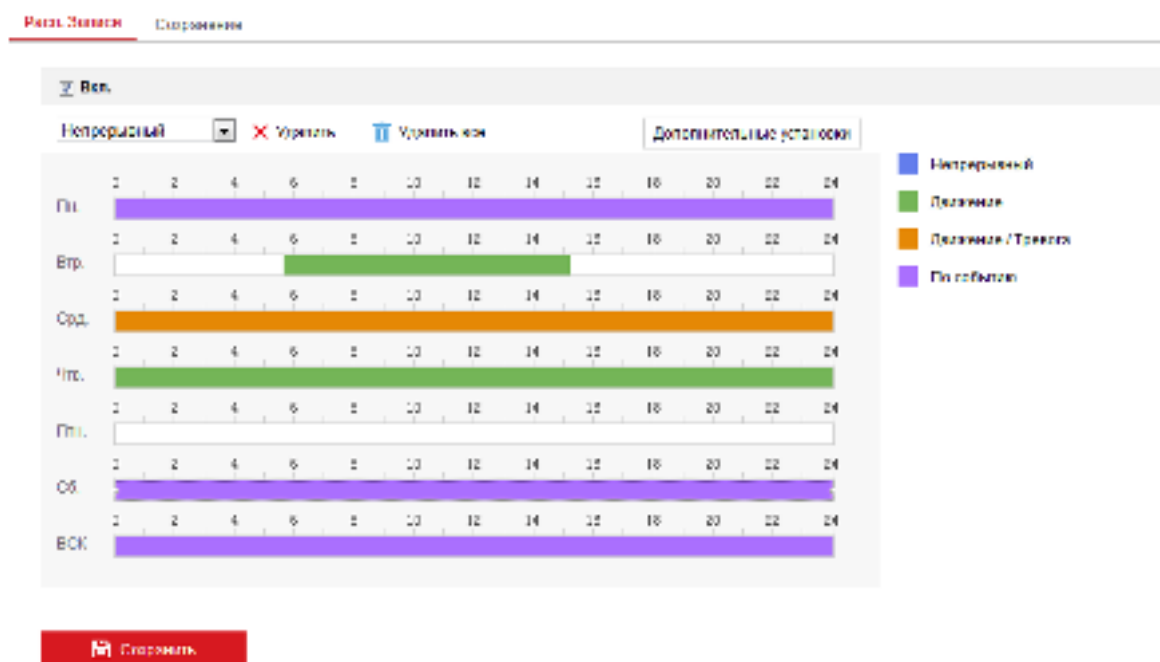 Расп. Записи Сохранение
Вкл.
Непрерывный Удалить Удалить все Дополнительные установки
0 2 4 6 8 10 12 14 16 18 20 22 24
Пн.
0 2 4 6 8 10 12 14 16 18 20 22 24
Втр.
0 2 4 6 8 10 12 14 16 18 20 22 24
Срд.
0 2 4 6 8 10 12 14 16 18 20 22 24
Чтв.
0 2 4 6 8 10 12 14 16 18 20 22 24
Птн.
0 2 4 6 8 10 12 14 16 18 20 22 24
Сб.
0 2 4 6 8 10 12 14 16 18 20 22 24
ВСК
Непрерывный
Движение
Движение / Тревога
По событию
Сохранить